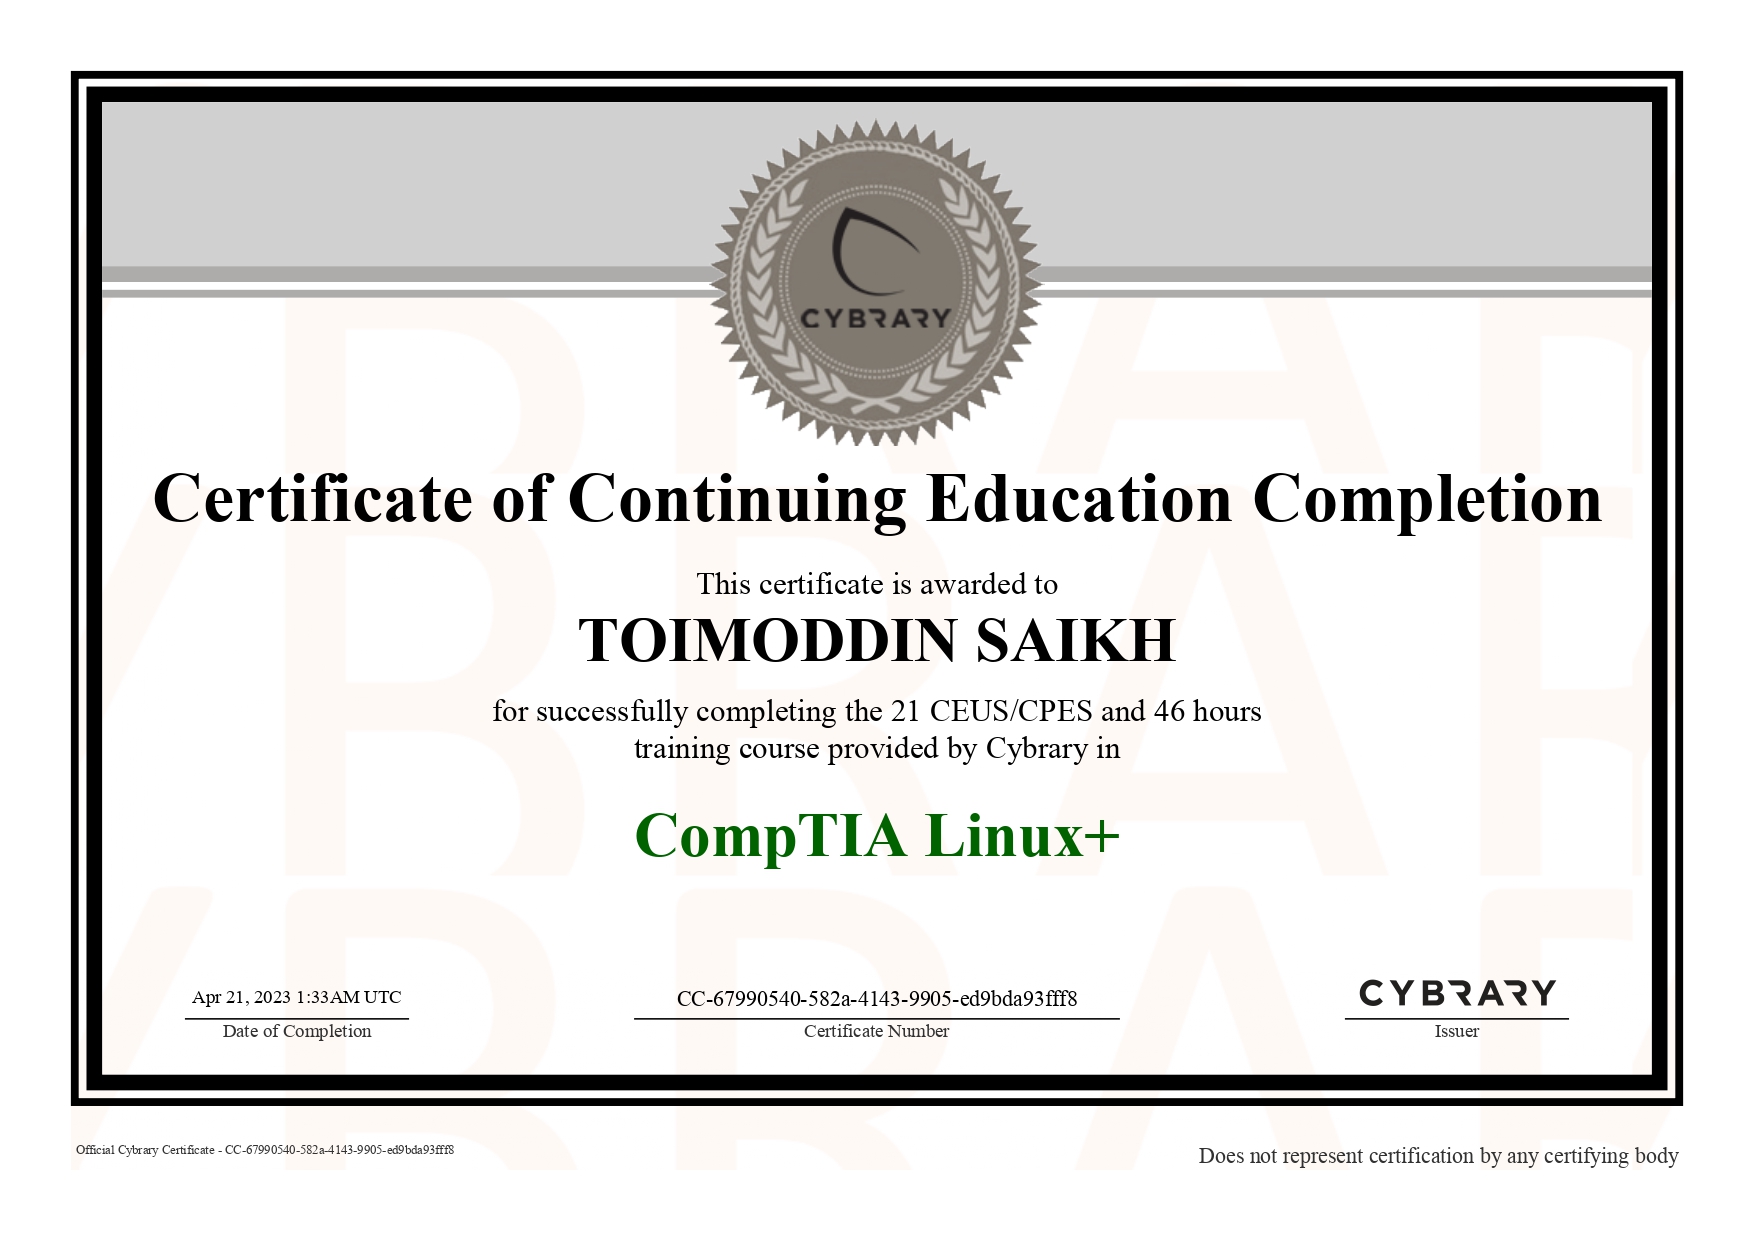 CYBRARY
Certificate of Continuing Education Completion
This certificate is awarded to
TOIMODDIN SAIKH
for successfully completing the 21 CEUS/CPES and 46 hours
training course provided by Cybrary in
CompTIA Linux+
Apr 21, 2023 1:33AM UTC
Date of Completion
CC-67990540-582a-4143-9905-ed9bda93fff8
Certificate Number
CYBRARY
Issuer
Official Cybrary Certificate - CC-67990540-582a-4143-9905-ed9bda93fff8
Does not represent certification by any certifying body